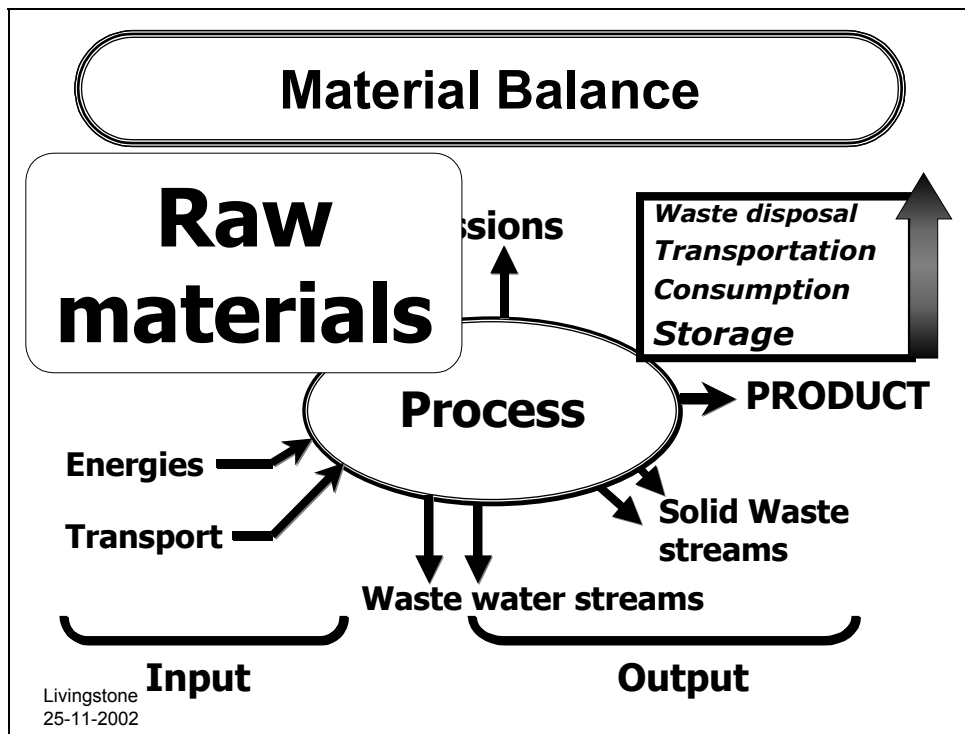 Material Balance
Raw
materials
ssions
Waste disposal
Transportation
Consumption
Storage
Process
PRODUCT
Energies
Transport
Solid Waste
streams
Waste water streams
Input
Output
Livingstone
25-11-2002